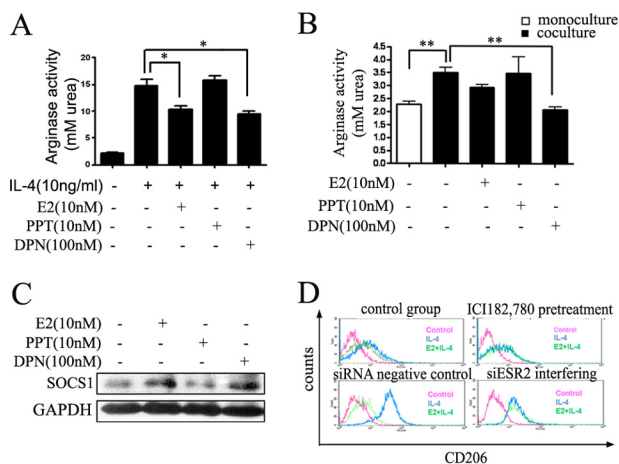 A
Arginase activity
(mM urea)
20
15
10
5
0
* *
IL-4(10ng/ml) - + + + +
E2(10nM) - - + - -
PPT(10nM) - - - + -
DPN(100nM) - - - - +
B
monoculture
coculture
Arginase activity
(mM urea)
4.5
4.0
3.5
3.0
2.5
2.0
1.5
1.0
0.5
0.0
** **
E2(10nM) - - + - -
PPT(10nM) - - - + -
DPN(100nM) - - - - +
C
E2(10nM) - + - -
PPT(10nM) - - + -
DPN(100nM) - - - +
SOCS1
GAPDH
D
counts
control group
Control
IL-4
E2+IL-4
ICI182,780 pretreatment
Control
IL-4
E2+IL-4
siRNA negative control
Control
IL-4
E2+IL-4
siESR2 interfering
Control
IL-4
E2+IL-4
CD206